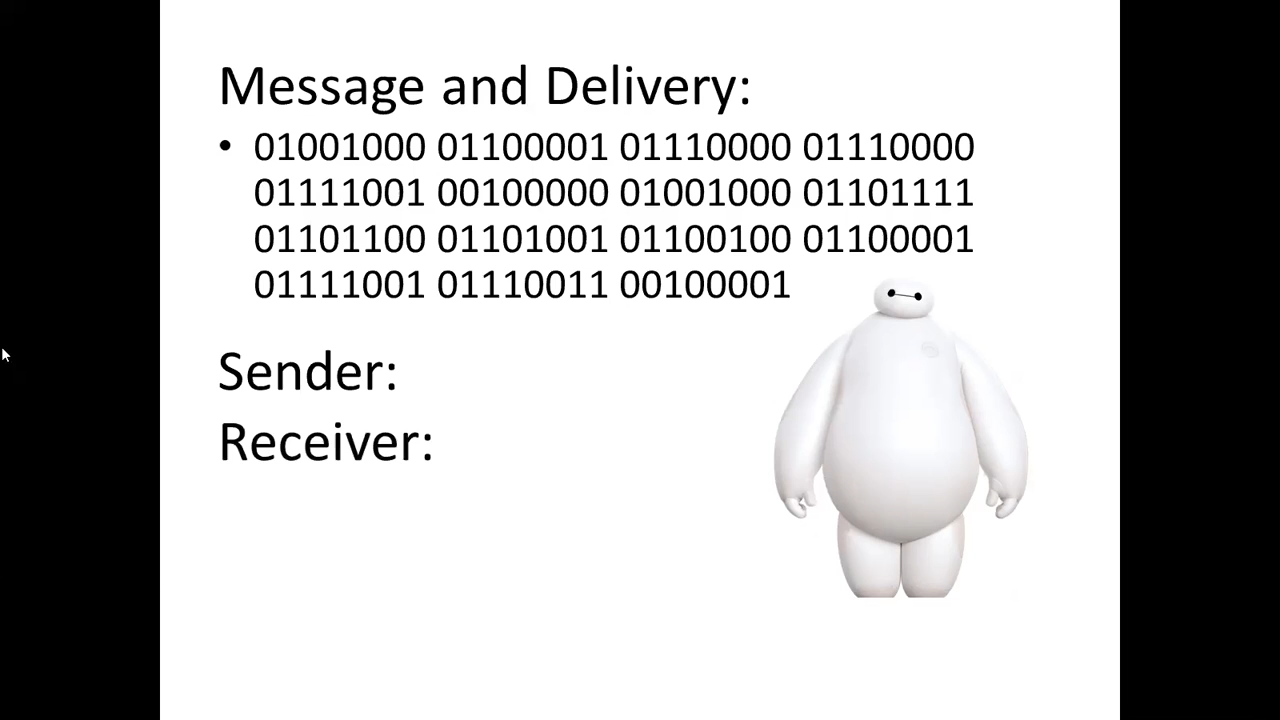 Message and Delivery:
• 01001000 01100001 01110000 01110000
01111001 00100000 01001000 01101111
01101100 01101001 01100100 01100001
01111001 01110011 00100001
Sender:
Receiver: